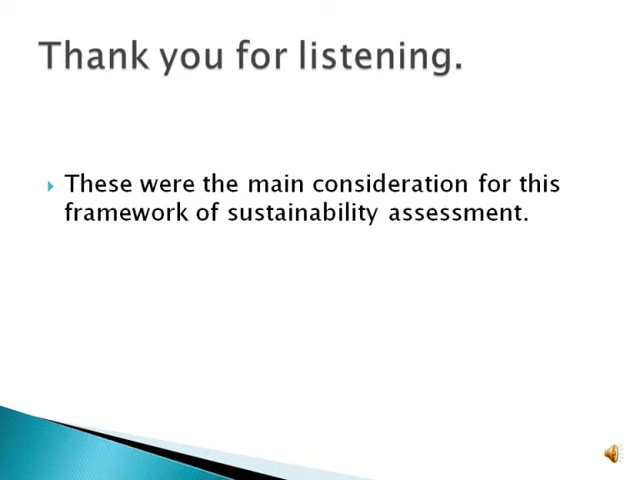 Thank you for listening.
These were the main consideration for this
framework of sustainability assessment.